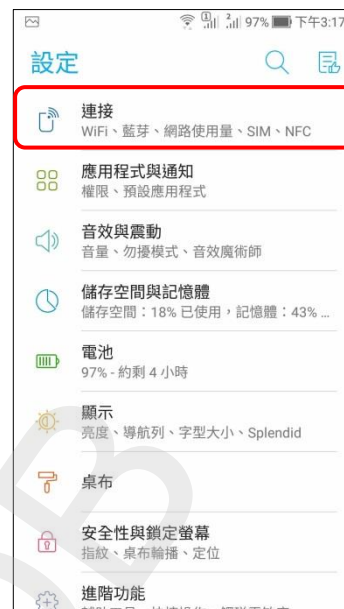 97% 下午3:17
設定
連接
WiFi、藍芽、網路使用量、SIM、NFC
應用程式與通知
權限、預設應用程式
音效與震動
音量、勿擾模式、音效魔術師
儲存空間與記憶體
儲存空間：18% 已使用，記憶體：43% ...
電池
97% - 約剩 4 小時
顯示
亮度、導航列、字型大小、Splendid
桌布
安全性與鎖定螢幕
指紋、桌布輪播、定位
進階功能